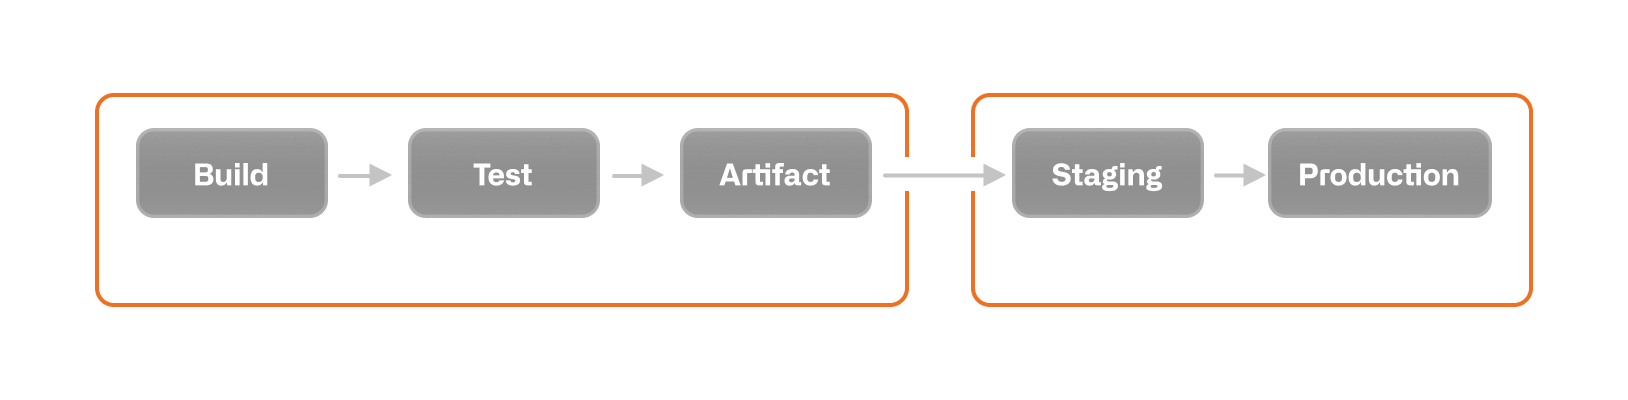 Build
Test
Artifact
Staging
Production